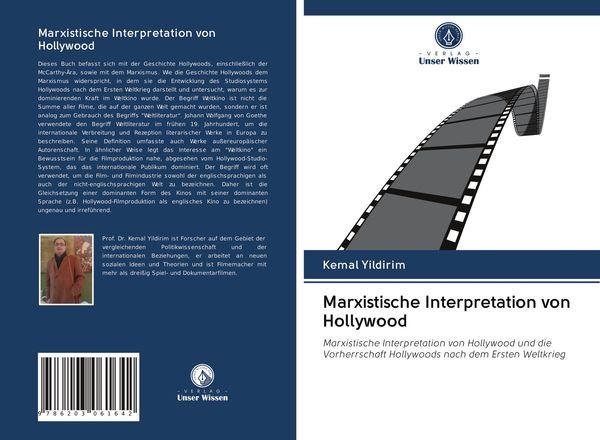 Marxistische Interpretation von
Hollywood
Dieses Buch befasst sich mit der Geschichte Hollywoods, einschließlich der
McCarthy-Ära, sowie mit dem Marxismus. Wie die Geschichte Hollywoods dem
Marxismus widerspricht, in dem sie die Entwicklung des Studiosystems
Hollywoods nach dem Ersten Weltkrieg darstellt und untersucht, warum es zur
dominierenden Kraft im Weltkino wurde. Der Begriff Weltkino ist nicht die
Summe aller Filme, die auf der ganzen Welt gemacht wurden, sondern er ist
analog zum Gebrauch des Begriffs "Weltliteratur". Johann Wolfgang von Goethe
verwendete den Begriff Weltliteratur im frühen 19. Jahrhundert, um die
internationale Verbreitung und Rezeption literarischer Werke in Europa zu
beschreiben. Seine Definition umfasste auch Werke außereuropäischer
Autorenschaft. In ähnlicher Weise legt das Interesse am "Weltkino" ein
Bewusstsein für die Filmproduktion nahe, abgesehen vom Hollywood-Studio-
System, das das internationale Publikum dominiert. Der Begriff wird oft
verwendet, um die Film- und Filmindustrie sowohl der englischsprachigen als
auch der nicht-englischsprachigen Welt zu bezeichnen. Daher ist die
Gleichsetzung einer dominanten Form des Kinos mit seiner dominanten
Sprache (z.B. Hollywood-Filmproduktion als englisches Kino zu bezeichnen)
ungenau und irreführend.
Prof. Dr. Kemal Yildirim ist Forscher auf dem Gebiet der
vergleichenden Politikwissenschaft und der
internationalen Beziehungen, er arbeitet an neuen
sozialen Ideen und Theorien und ist Filmemacher mit
mehr als dreißig Spiel- und Dokumentarfilmen.
9 786203 061642
VERLAG
Unser Wissen
VERLAG
Unser Wissen
Kemal Yildirim
Marxistische Interpretation von
Hollywood
Marxistische Interpretation von Hollywood und die
Vorherrschaft Hollywoods nach dem Ersten Weltkrieg